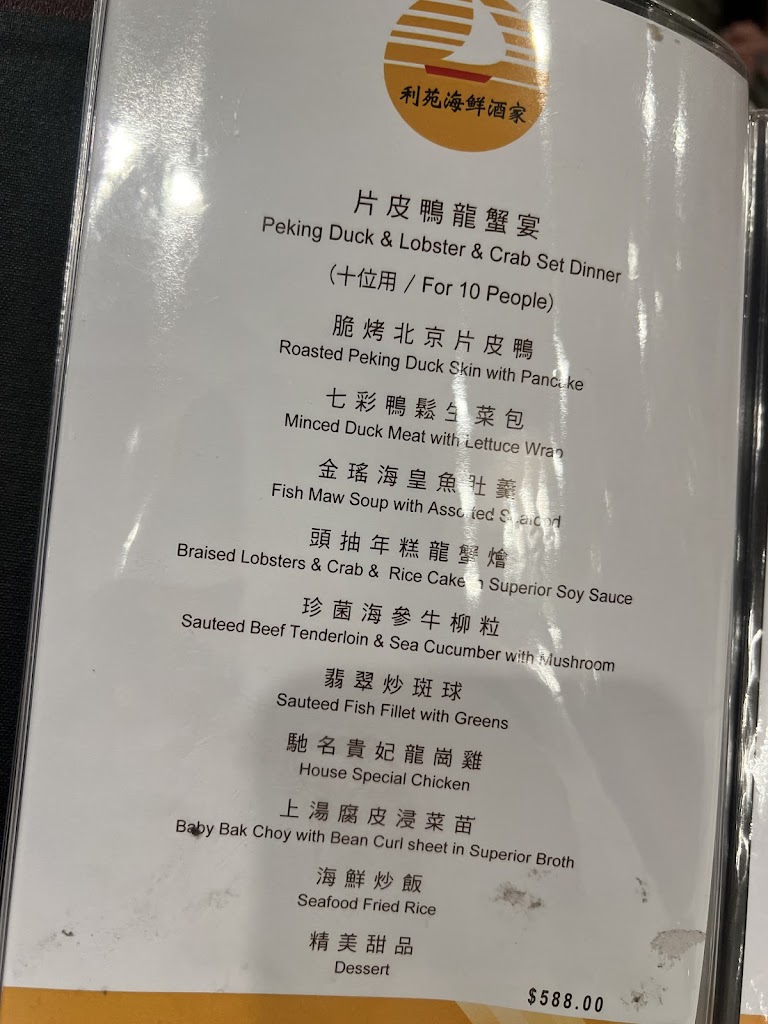 利苑海鮮酒家
片皮鴨龍蟹宴
Peking Duck & Lobster & Crab Set Dinner
(十位用 / For 10 People)
脆烤北京片皮鴨
Roasted Peking Duck Skin with Pancake
七彩鴨鬆生菜包
Minced Duck Meat with Lettuce Wrap
金瑤海皇魚肚羹
Fish Maw Soup with Assorted Seafood
頭抽年糕龍蟹燴
Braised Lobsters & Crab & Rice Cake in Superior Soy Sauce
珍菌海參牛柳粒
Sauteed Beef Tenderloin & Sea Cucumber with Mushroom
翡翠炒斑球
Sauteed Fish Fillet with Greens
馳名貴妃龍崗雞
House Special Chicken
上湯腐皮浸菜苗
Baby Bak Choy with Bean Curl sheet in Superior Broth
海鮮炒飯
Seafood Fried Rice
精美甜品
Dessert
$588.00